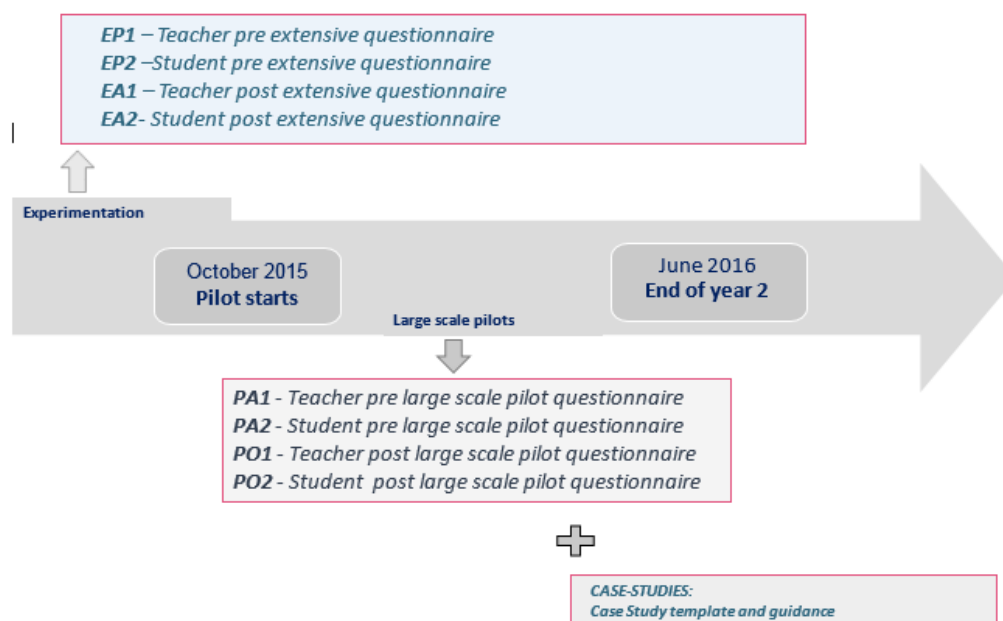 EP1 – Teacher pre extensive questionnaire
EP2 –Student pre extensive questionnaire
EA1 – Teacher post extensive questionnaire
EA2- Student post extensive questionnaire
Experimentation
October 2015
Pilot starts
June 2016
End of year 2
Large scale pilots
PA1 - Teacher pre large scale pilot questionnaire
PA2 - Student pre large scale pilot questionnaire
PO1 - Teacher post large scale pilot questionnaire
PO2 - Student post large scale pilot questionnaire
CASE-STUDIES:
Case Study template and guidance